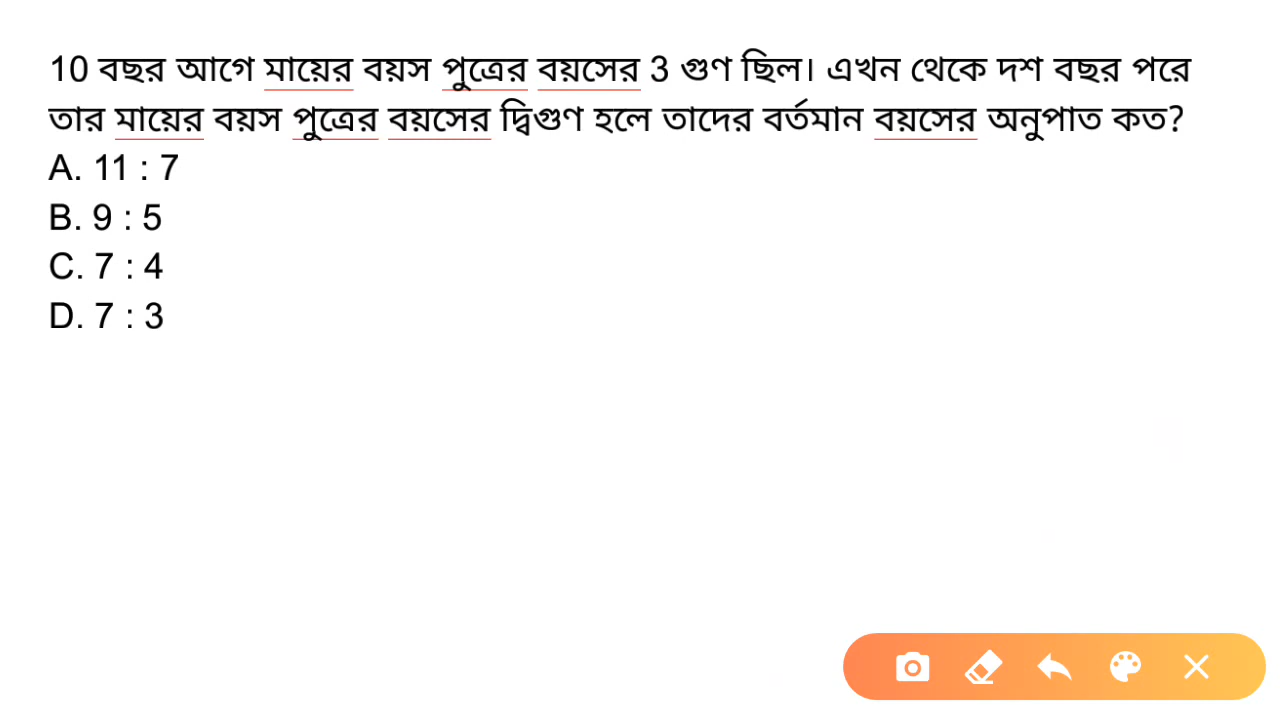 10 বছর আগে মায়ের বয়স পুত্রের বয়সের 3 গুণ ছিল। এখন থেকে দশ বছর পরে
তার মায়ের বয়স পুত্রের বয়সের দ্বিগুণ হলে তাদের বর্তমান বয়সের অনুপাত কত?
A. 11 : 7
B. 9 : 5
C. 7 : 4
D. 7 : 3